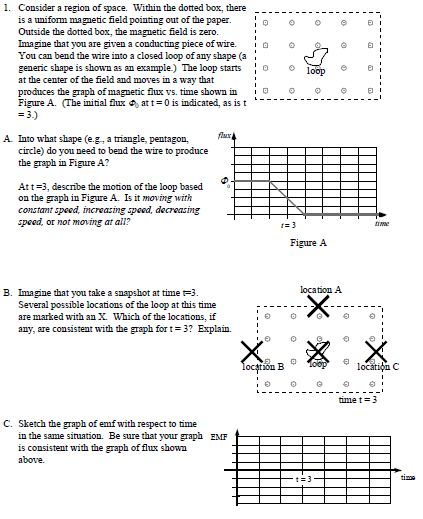 1. Consider a region of space. Within the dotted box, there
is a uniform magnetic field pointing out of the paper.
Outside the dotted box, the magnetic field is zero.
Imagine that you are given a conducting piece of wire.
You can bend the wire into a closed loop of any shape (a
generic shape is shown as an example.) The loop starts
at the center of the field and moves in a way that
produces the graph of magnetic flux vs. time shown in
Figure A. (The initial flux Φ₀ at t = 0 is indicated, as is t
= 3.)
loop
A. Into what shape (e.g., a triangle, pentagon,
circle) do you need to bend the wire to produce
the graph in Figure A?
At t=3, describe the motion of the loop based
on the graph in Figure A. Is it moving with
constant speed, increasing speed, decreasing
speed, or not moving at all?
flux
Φ₀
t= 3
time
Figure A
B. Imagine that you take a snapshot at time t=3.
Several possible locations of the loop at this time
are marked with an X. Which of the locations, if
any, are consistent with the graph for t = 3? Explain.
location A
location B
loop
location C
time t = 3
C. Sketch the graph of emf with respect to time
in the same situation. Be sure that your graph
is consistent with the graph of flux shown
above.
EMF
t = 3
time